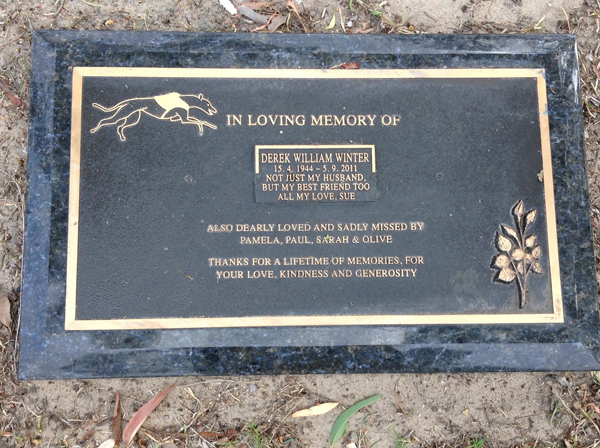 IN LOVING MEMORY OF
DEREK WILLIAM WINTER
15. 4. 1944 ~ 5. 9. 2011
NOT JUST MY HUSBAND,
BUT MY BEST FRIEND TOO
ALL MY LOVE, SUE
ALSO DEARLY LOVED AND SADLY MISSED BY
PAMELA, PAUL, SARAH & OLIVE
THANKS FOR A LIFETIME OF MEMORIES, FOR
YOUR LOVE, KINDNESS AND GENEROSITY